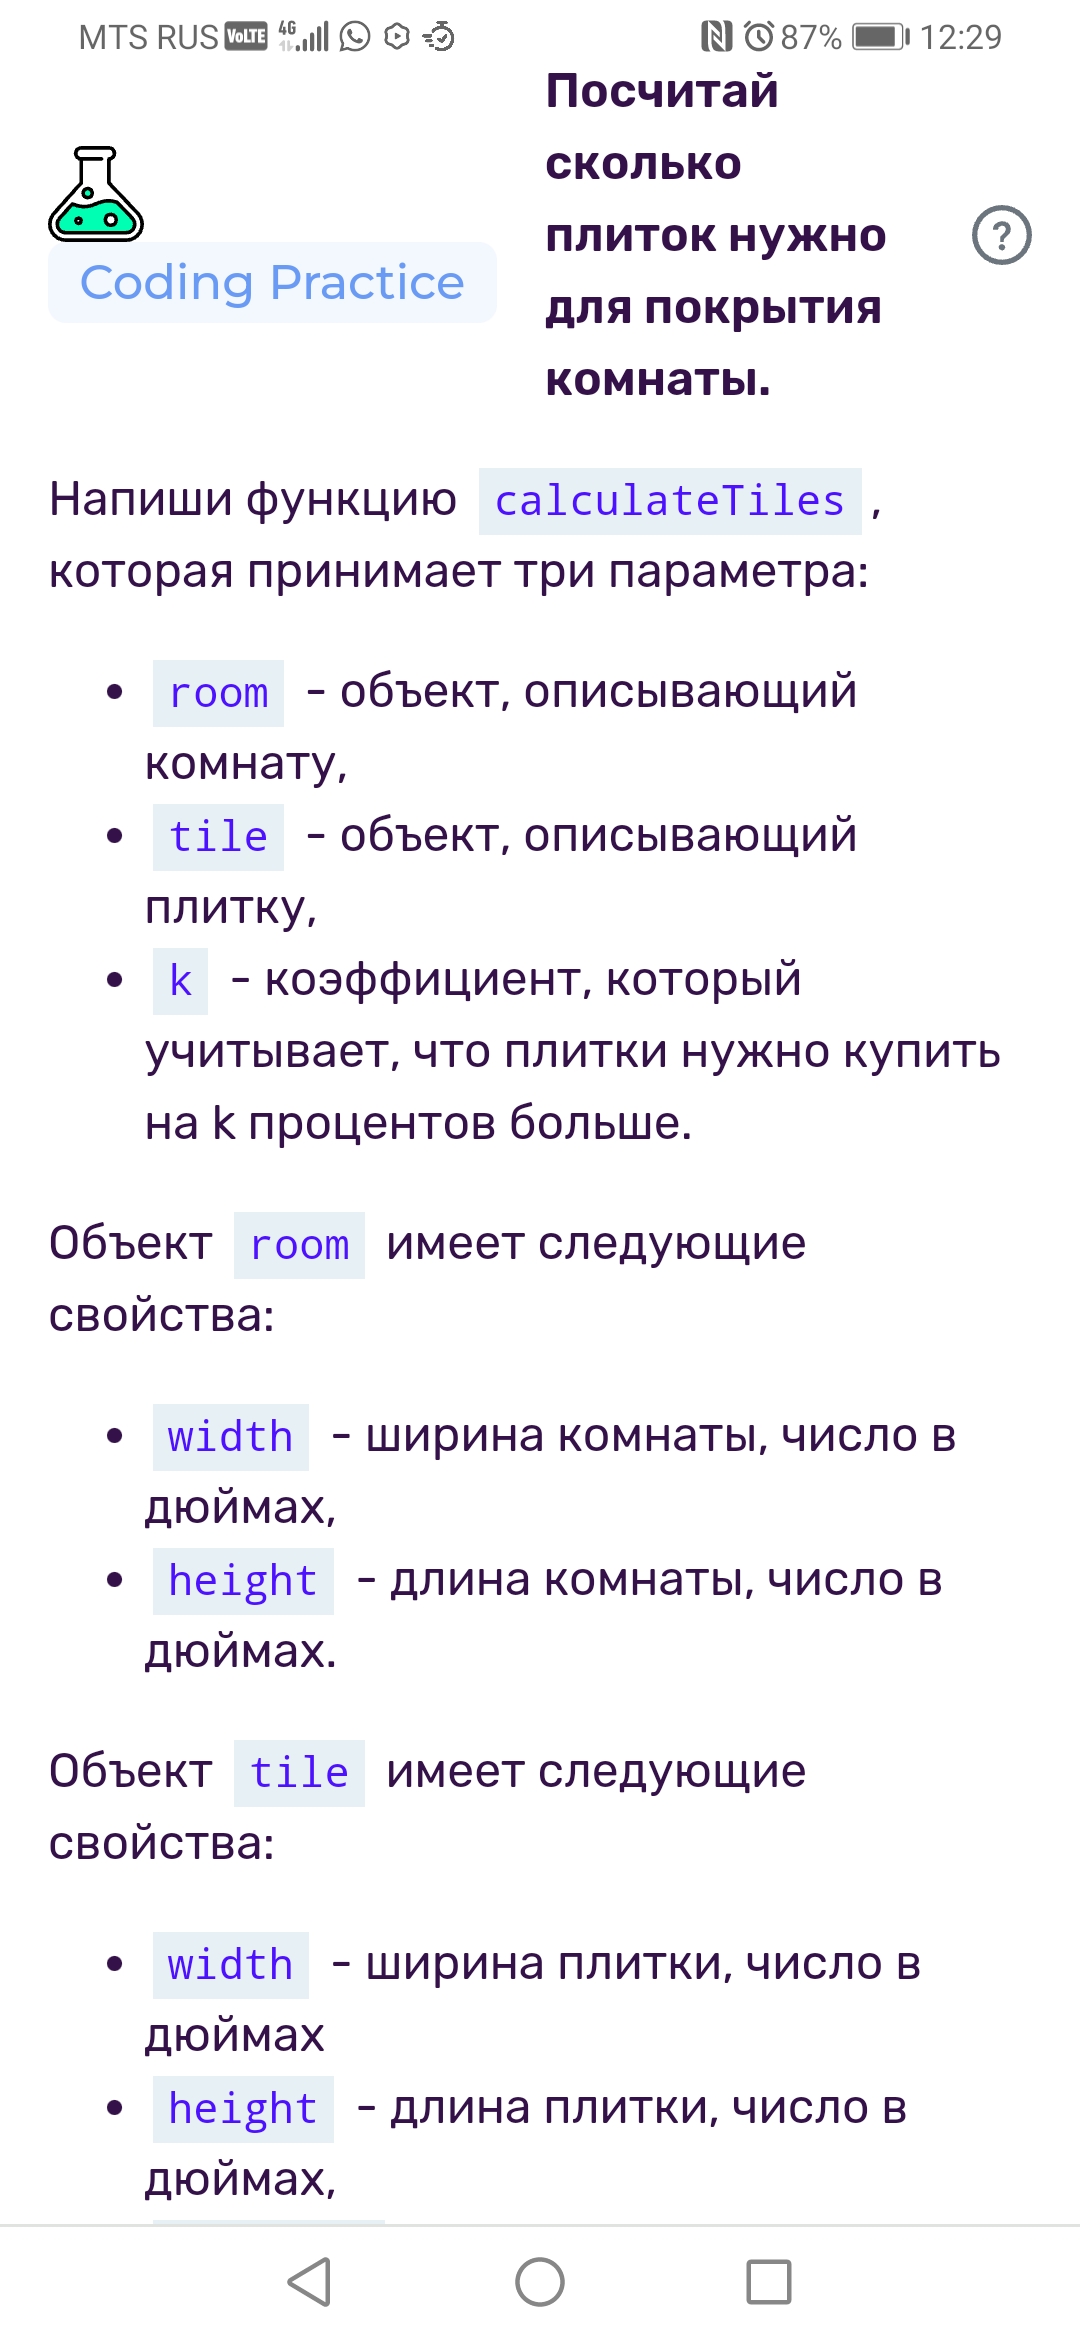 MTS RUS VoLTE 4G 87% 12:29
Coding Practice
Посчитай
сколько
плиток нужно
для покрытия
комнаты.
?
Напиши функцию calculateTiles ,
которая принимает три параметра:
• room - объект, описывающий
комнату,
• tile - объект, описывающий
плитку,
• k - коэффициент, который
учитывает, что плитки нужно купить
на k процентов больше.
Объект room имеет следующие
свойства:
• width - ширина комнаты, число в
дюймах,
• height - длина комнаты, число в
дюймах.
Объект tile имеет следующие
свойства:
• width - ширина плитки, число в
дюймах
• height - длина плитки, число в
дюймах,